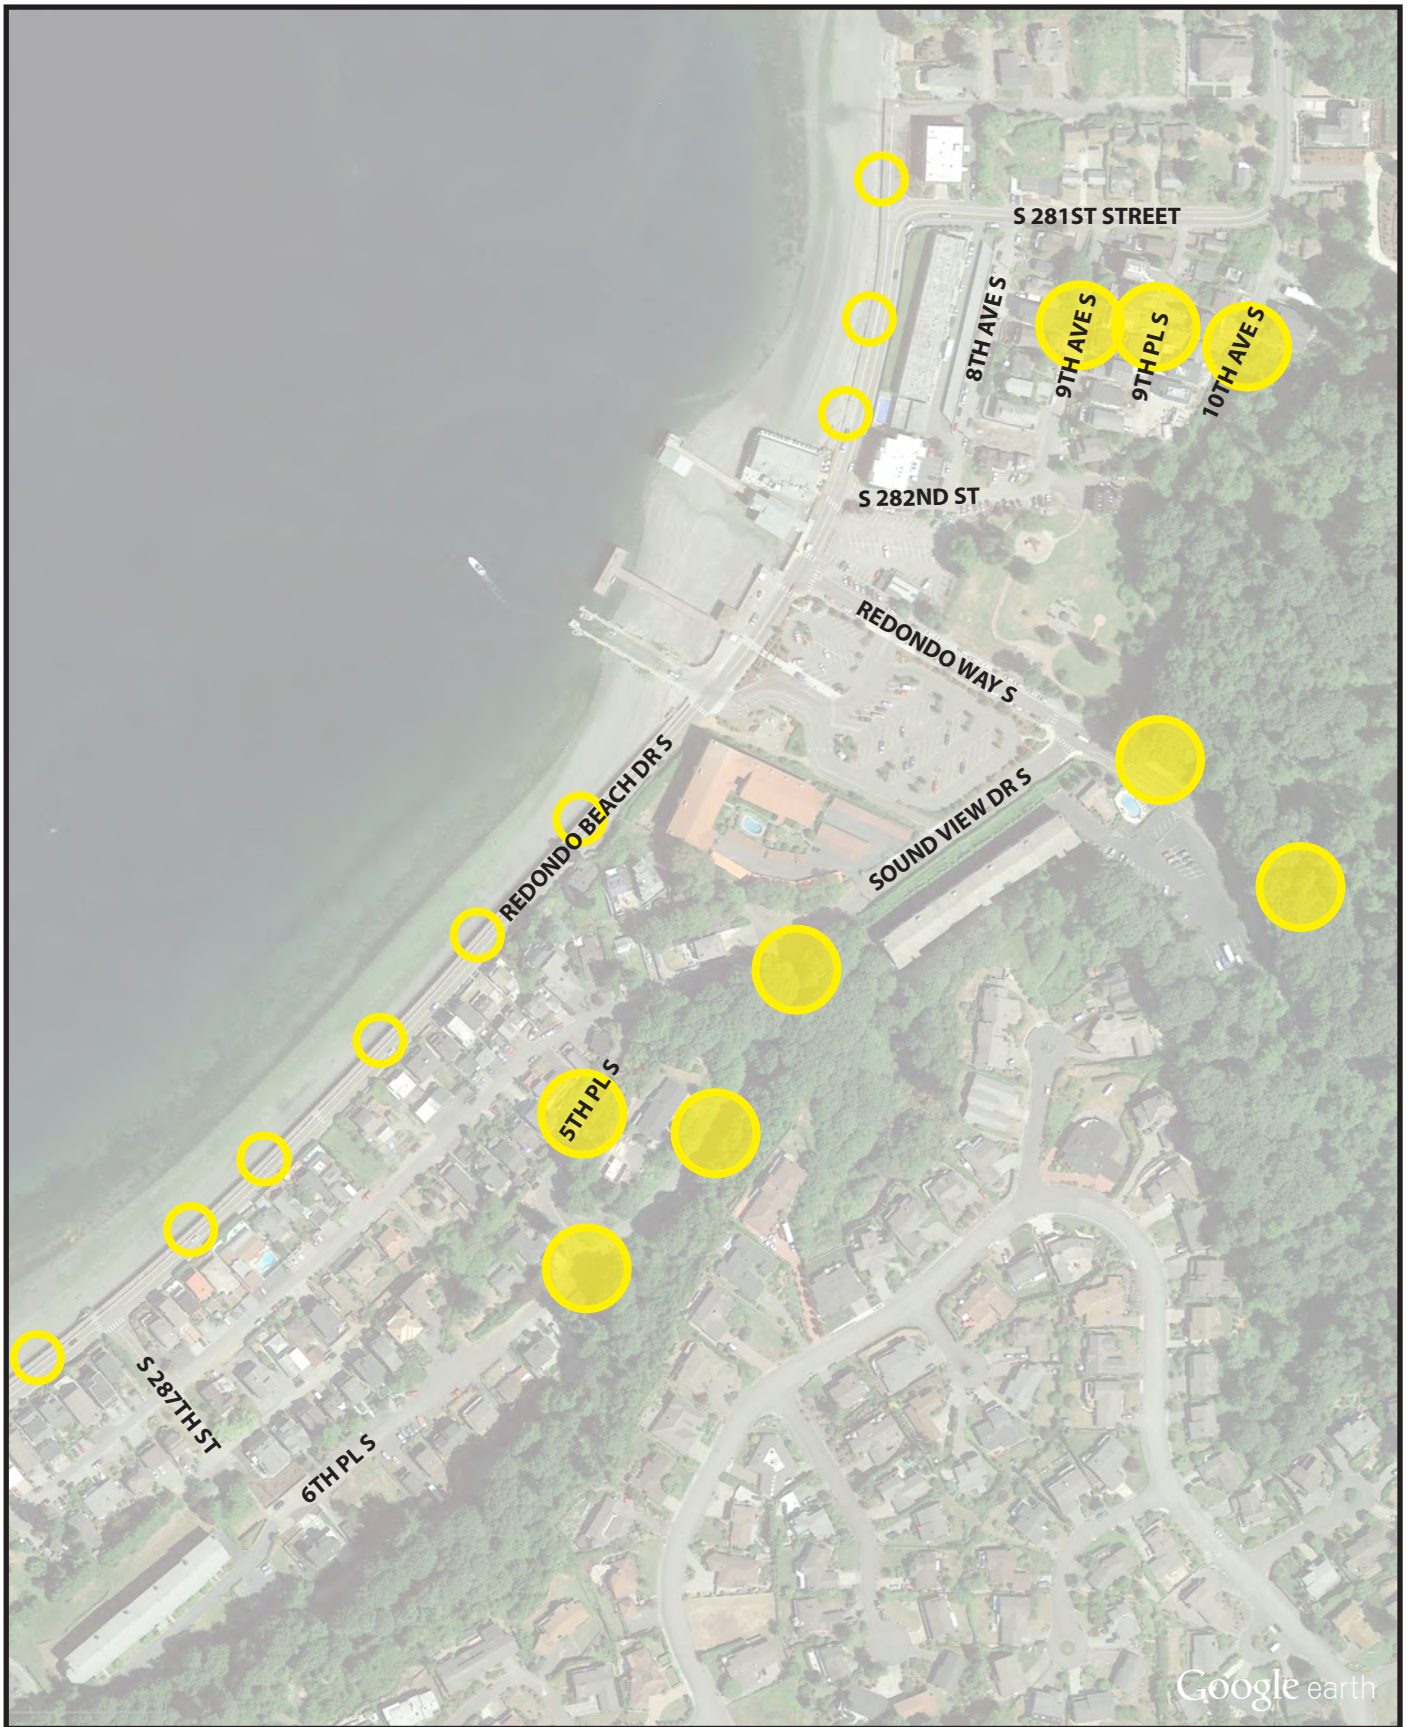 S 281ST STREET
8TH AVE S
9TH AVE S
9TH PL S
10TH AVE S
S 282ND ST
REDONDO WAY S
REDONDO BEACH DR S
SOUND VIEW DR S
5TH PL S
S 287TH ST
6TH PL S
Google earth